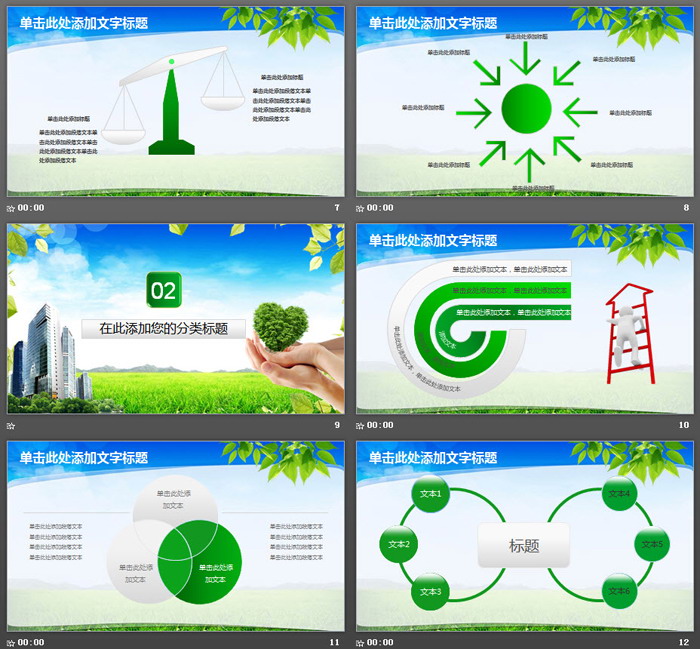 单击此处添加文字标题
单击此处添加标题
单击此处添加段落文本单
击此处添加段落文本单击
此处添加段落文本单击此
处添加段落文本
单击此处添加标题
单击此处添加段落文本单
击此处添加段落文本单击
此处添加段落文本单击此
处添加段落文本
00:00
7
单击此处添加文字标题
单击此处添加标题
单击此处添加标题
单击此处添加标题
单击此处添加标题
单击此处添加标题
单击此处添加标题
单击此处添加标题
单击此处添加标题
00:00
8
02
在此添加您的分类标题
9
单击此处添加文字标题
单击此处添加文本，单击此处添加文本
单击此处添加文本，单击此处添加文本
单击此处添加文本，单击此处添加文本
添加文本
单击此处添加文本，单击此处添加文本
00:00
10
单击此处添加文字标题
单击此处添
加文本
单击此处添加段落文本
单击此处添加段落文本
单击此处添加段落文本
单击此处添加段落文本
单击此处添加段落文本
单击此处添加段落文本
单击此处添加段落文本
单击此处添加段落文本
单击此处添
加文本
单击此处添
加文本
00:00
11
单击此处添加文字标题
文本1
文本4
文本2
标题
文本5
文本3
文本6
00:00
12